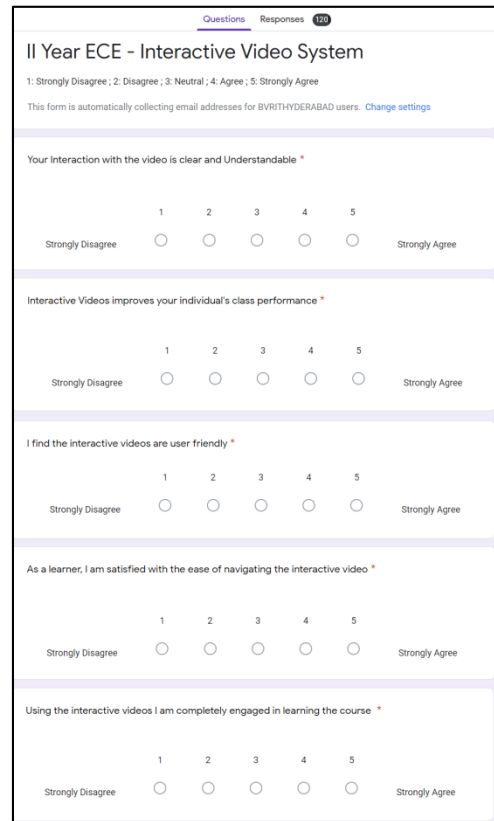 Questions Responses 120
II Year ECE - Interactive Video System
1: Strongly Disagree ; 2: Disagree ; 3: Neutral ; 4: Agree ; 5: Strongly Agree
This form is automatically collecting email addresses for BVRITHYDERABAD users. Change settings
Your Interaction with the video is clear and Understandable *
1 2 3 4 5
Strongly Disagree Strongly Agree
Interactive Videos improves your individual's class performance *
1 2 3 4 5
Strongly Disagree Strongly Agree
I find the interactive videos are user friendly *
1 2 3 4 5
Strongly Disagree Strongly Agree
As a learner, I am satisfied with the ease of navigating the interactive video *
1 2 3 4 5
Strongly Disagree Strongly Agree
Using the interactive videos I am completely engaged in learning the course *
1 2 3 4 5
Strongly Disagree Strongly Agree